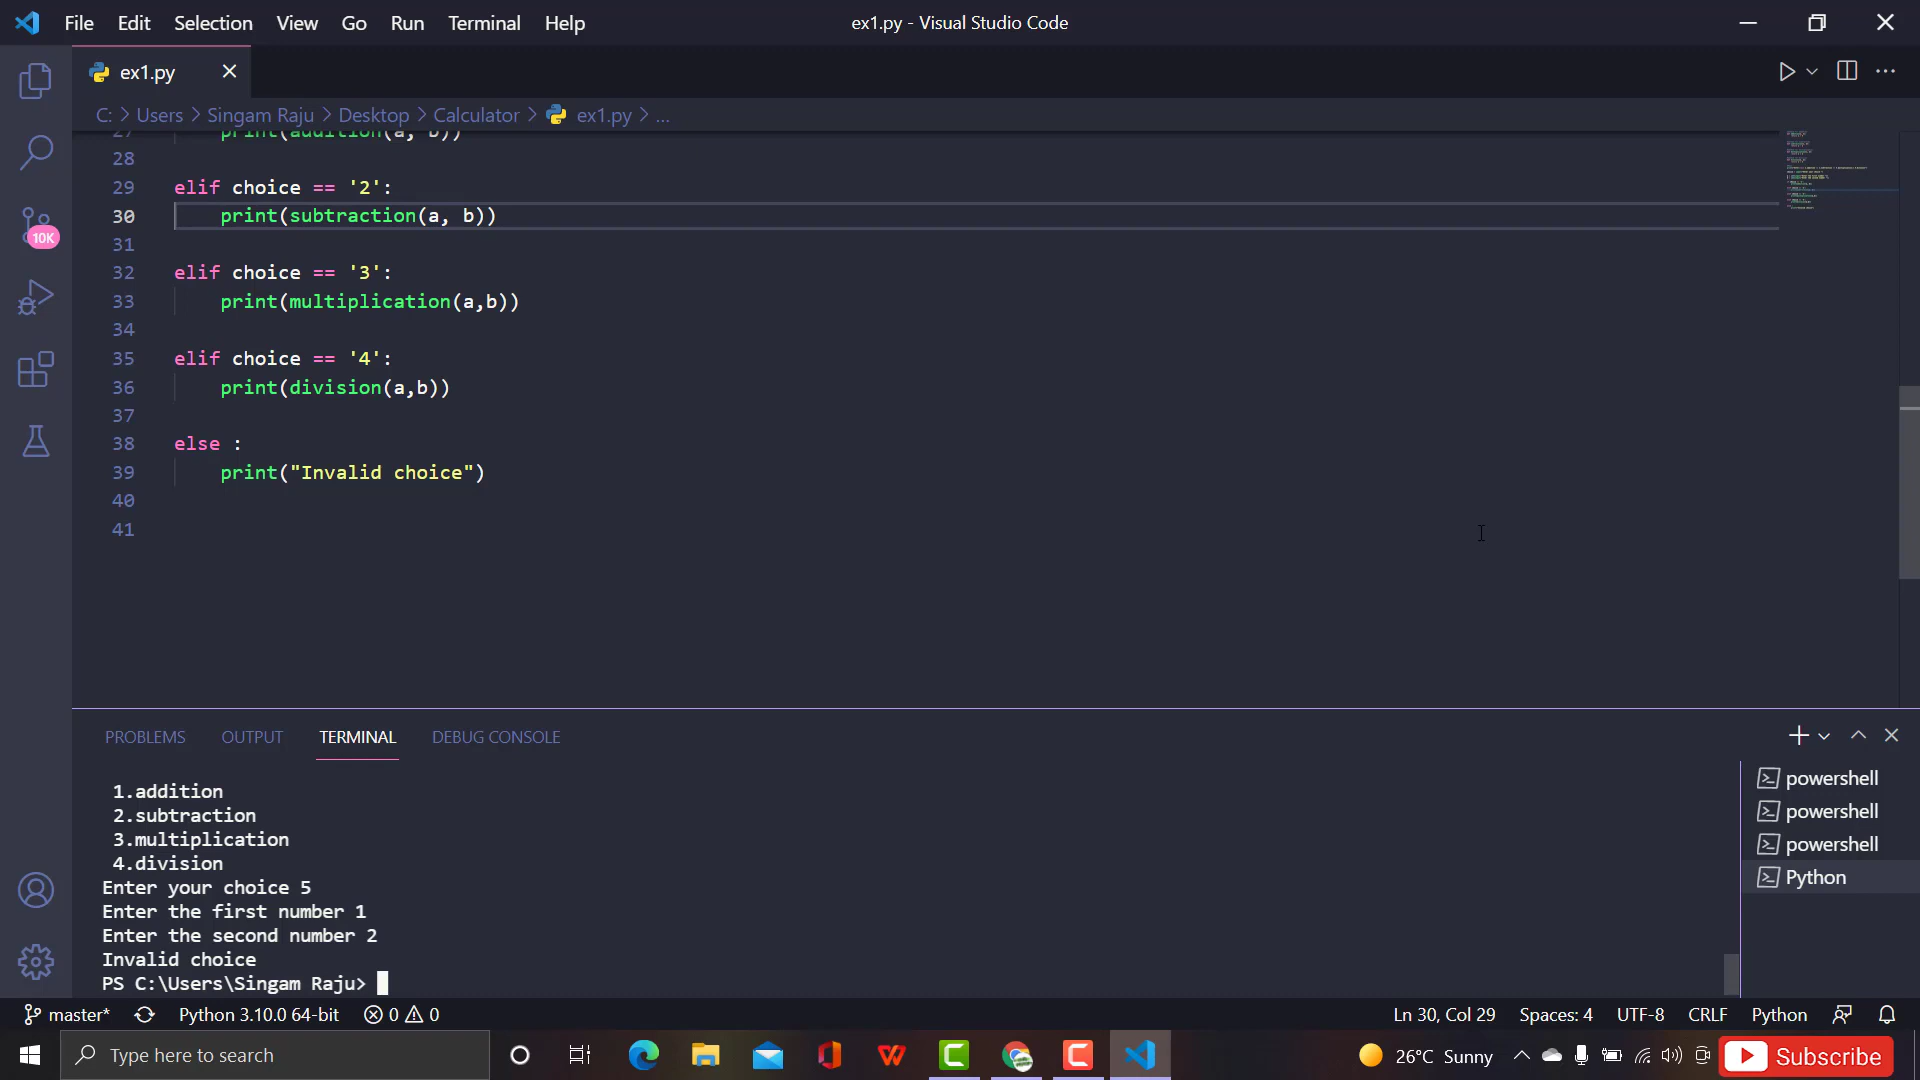 File Edit Selection View Go Run Terminal Help
ex1.py - Visual Studio Code
ex1.py
C: > Users > Singam Raju > Desktop > Calculator > ex1.py > ...
27 print(addition(a, b))
28
29 elif choice == '2':
30 print(subtraction(a, b))
31
32 elif choice == '3':
33 print(multiplication(a,b))
34
35 elif choice == '4':
36 print(division(a,b))
37
38 else :
39 print("Invalid choice")
40
41
10K
PROBLEMS OUTPUT TERMINAL DEBUG CONSOLE
1.addition
2.subtraction
3.multiplication
4.division
Enter your choice 5
Enter the first number 1
Enter the second number 2
Invalid choice
PS C:\Users\Singam Raju>
powershell
powershell
powershell
Python
master* Python 3.10.0 64-bit 0 0
Ln 30, Col 29 Spaces: 4 UTF-8 CRLF Python
Type here to search
26°C Sunny
Subscribe